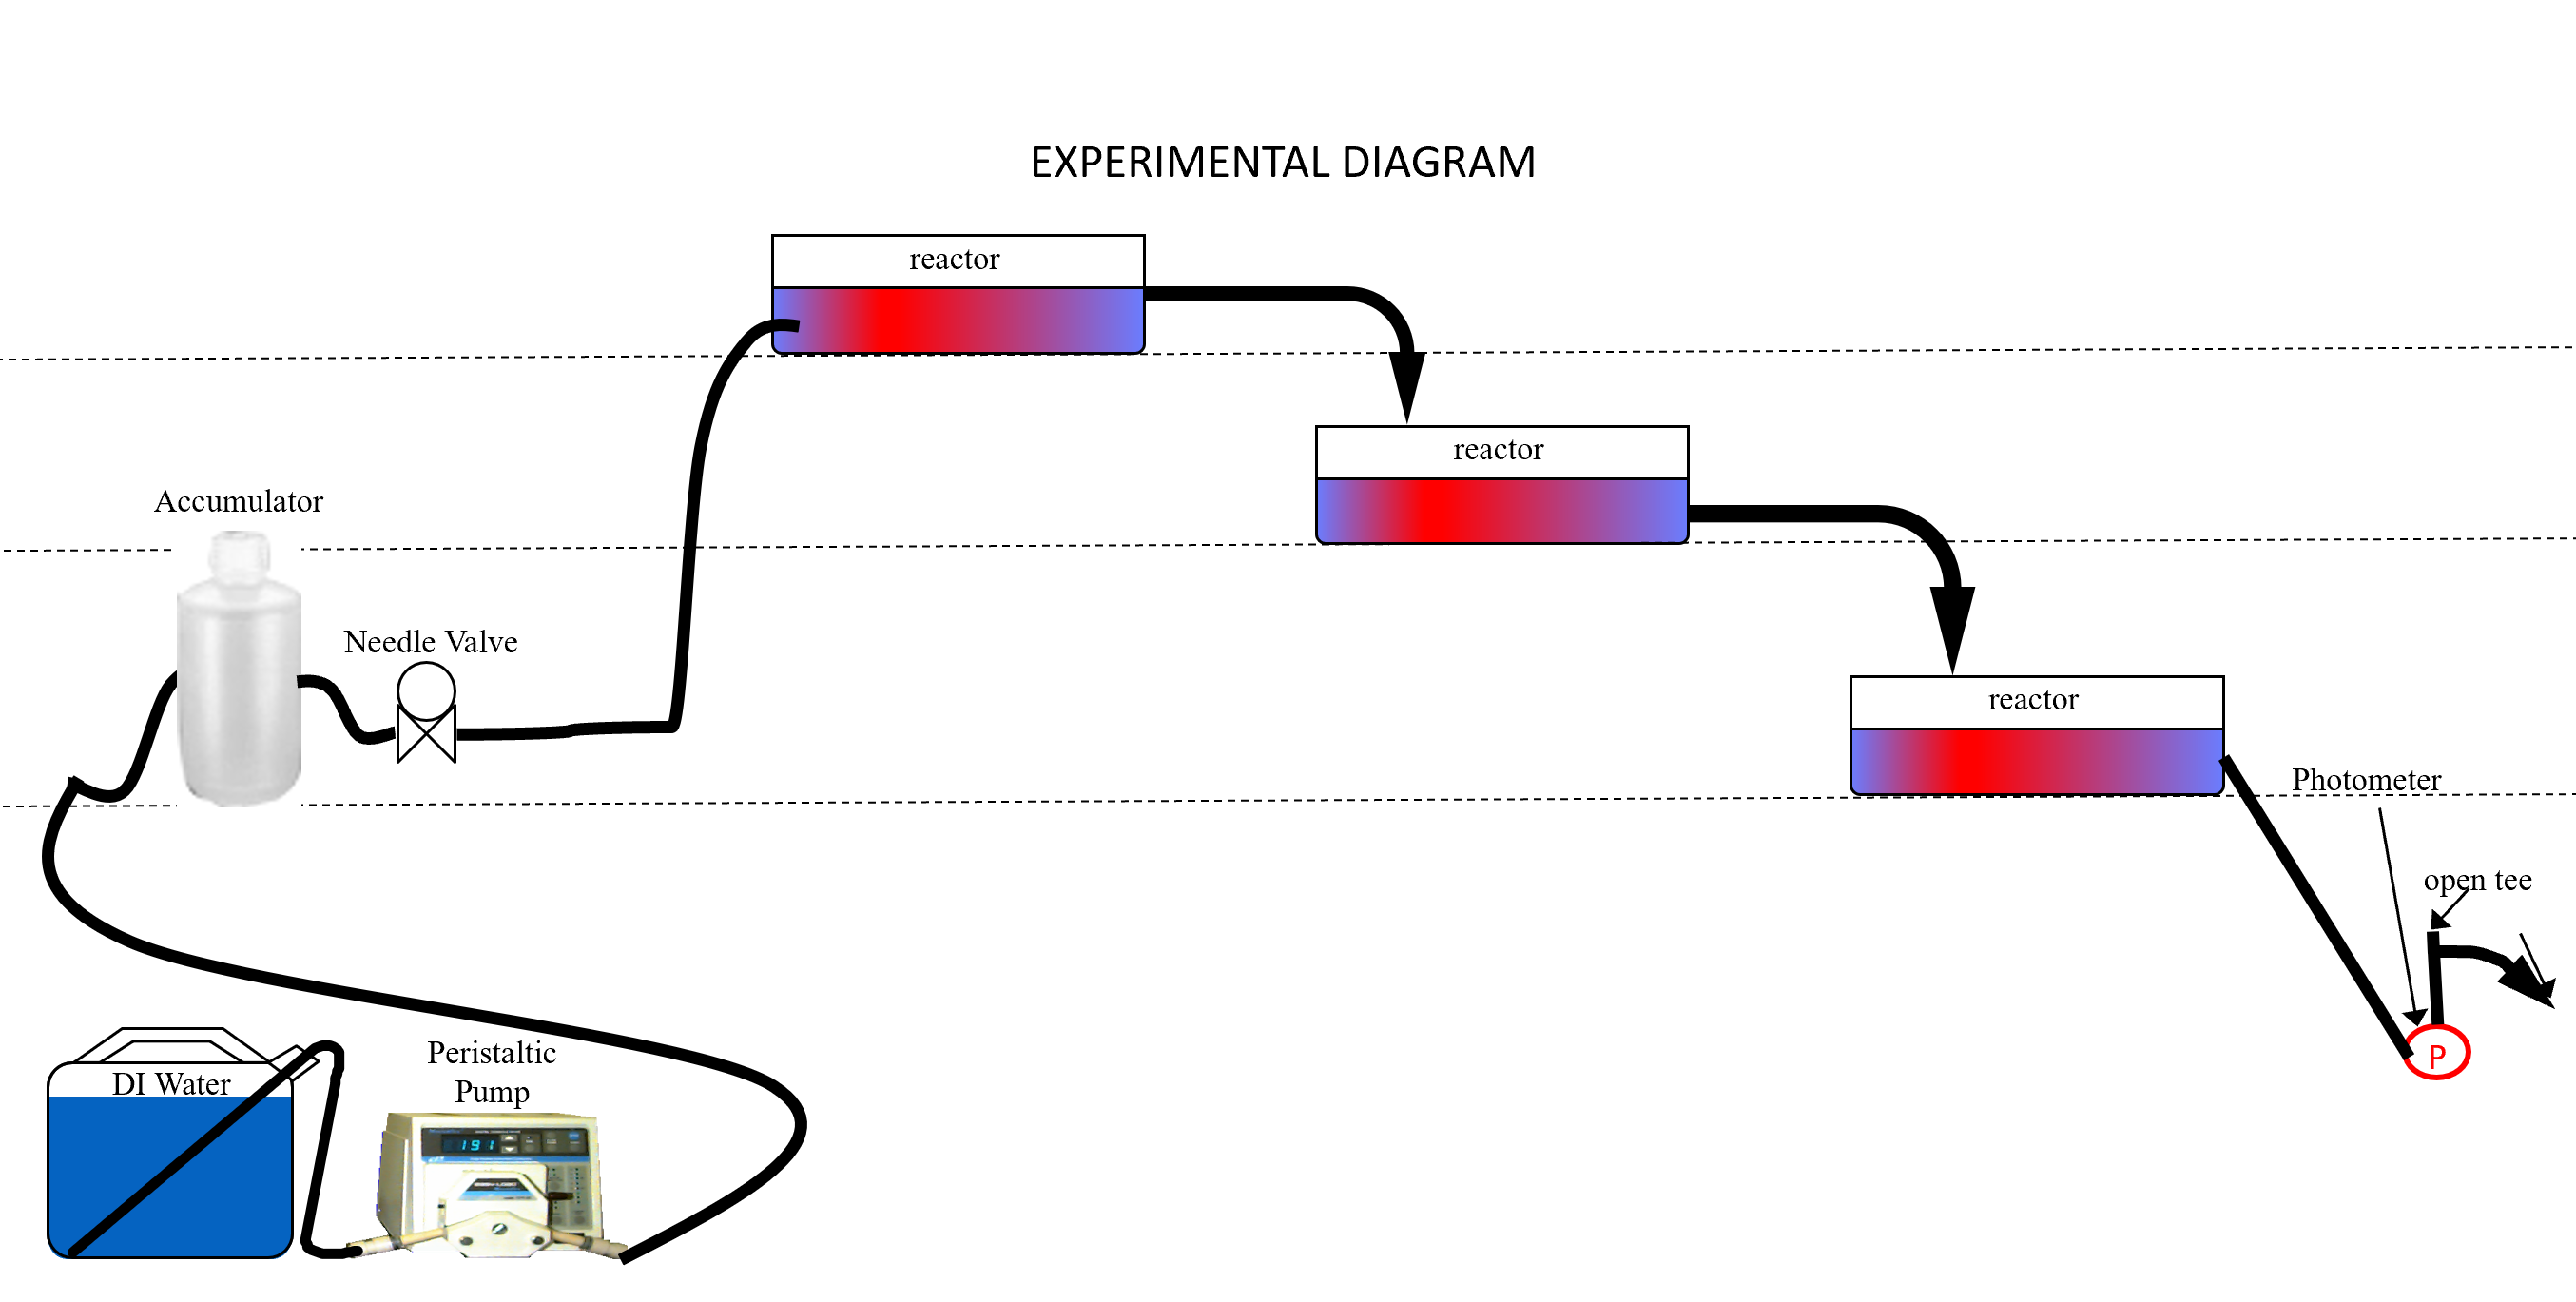 EXPERIMENTAL DIAGRAM
reactor
reactor
Accumulator
Needle Valve
reactor
Photometer
open tee
P
DI Water
Peristaltic
Pump
191